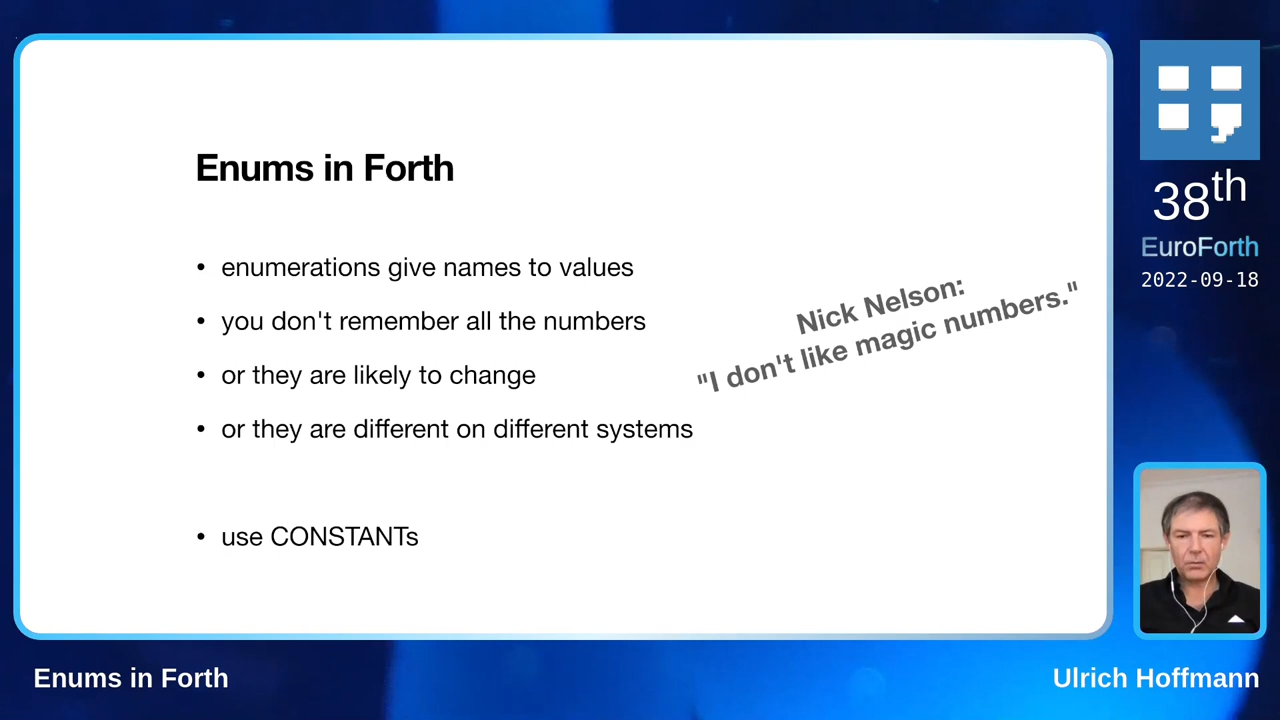 Enums in Forth
• enumerations give names to values
• you don't remember all the numbers
• or they are likely to change
• or they are different on different systems
• use CONSTANTs
Nick Nelson:
"I don't like magic numbers."
38th
EuroForth
2022-09-18
Enums in Forth
Ulrich Hoffmann